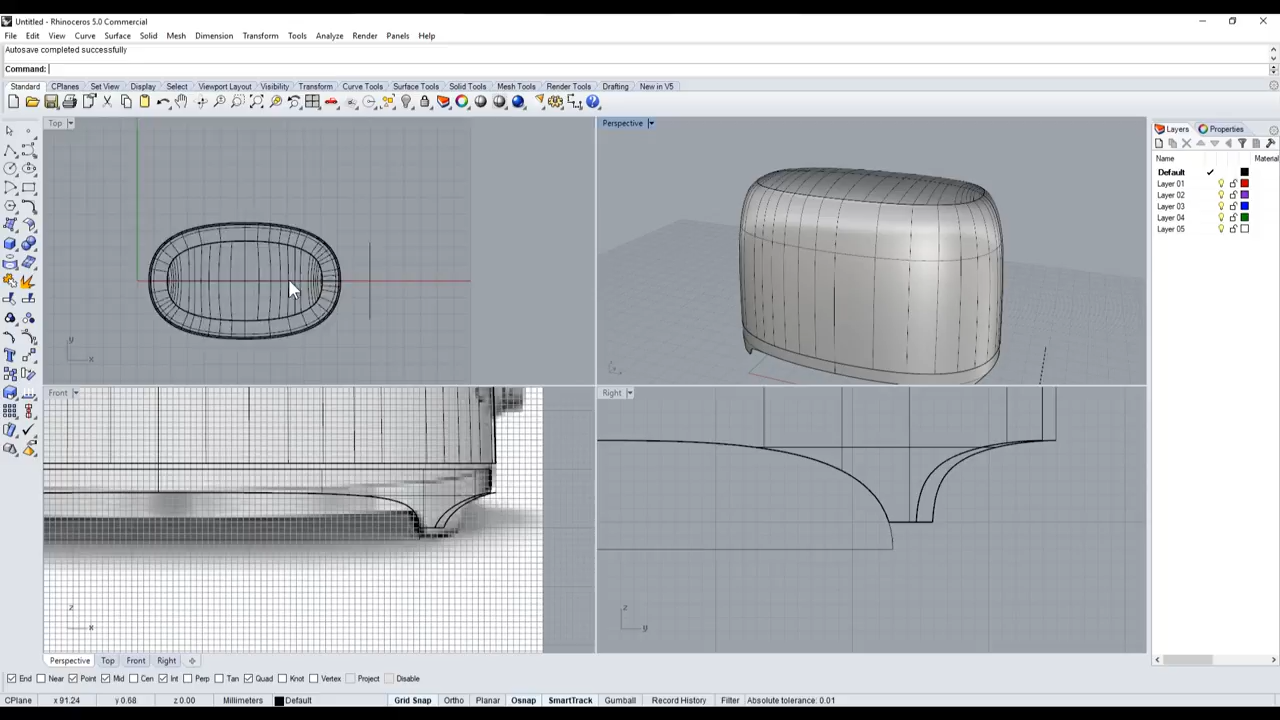 Untitled - Rhinoceros 5.0 Commercial
File Edit View Curve Surface Solid Mesh Dimension Transform Tools Analyze Render Panels Help
Autosave completed successfully
Command:
Standard CPlanes Set View Display Select Viewport Layout Visibility Transform Curve Tools Surface Tools Solid Tools Mesh Tools Render Tools Drafting New in V5
Top
Perspective
Layers Properties
Name Material
Default
Layer 01
Layer 02
Layer 03
Layer 04
Layer 05
y
x
Front
Right
z
x
z
y
Perspective Top Front Right
End Near Point Mid Cen Int Perp Tan Quad Knot Vertex Project Disable
CPlane x 91.24 y 0.68 z 0.00 Millimeters Default Grid Snap Ortho Planar Osnap SmartTrack Gumball Record History Filter Absolute tolerance: 0.01